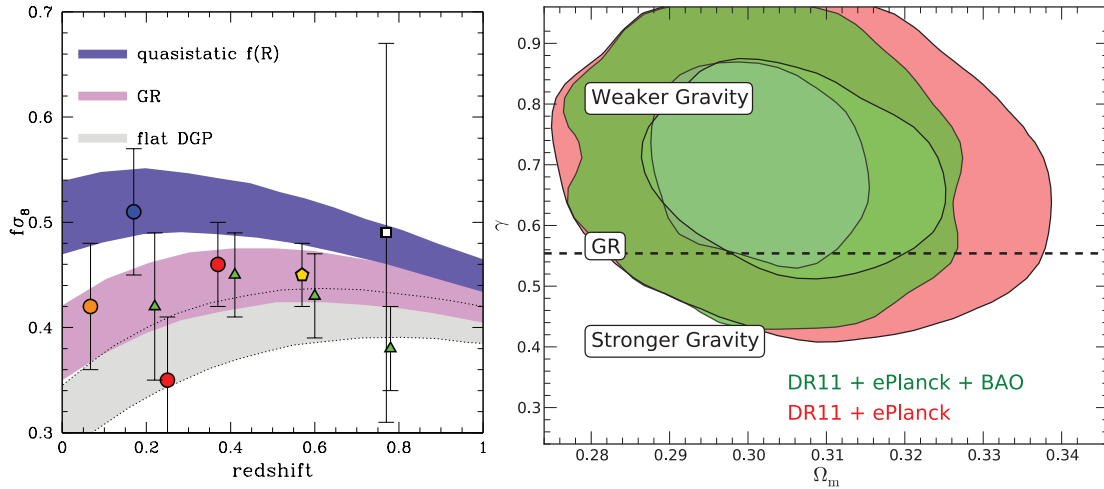 0.7
0.6
0.5
0.4
0.3
fσ₈
quasistatic f(R)
GR
flat DGP
0
0.2
0.4
0.6
0.8
1
redshift
0.9
0.8
0.7
0.6
0.5
0.4
0.3
γ
Weaker Gravity
GR
Stronger Gravity
DR11 + ePlanck + BAO
DR11 + ePlanck
0.28
0.29
0.30
0.31
0.32
0.33
0.34
Ωₘ